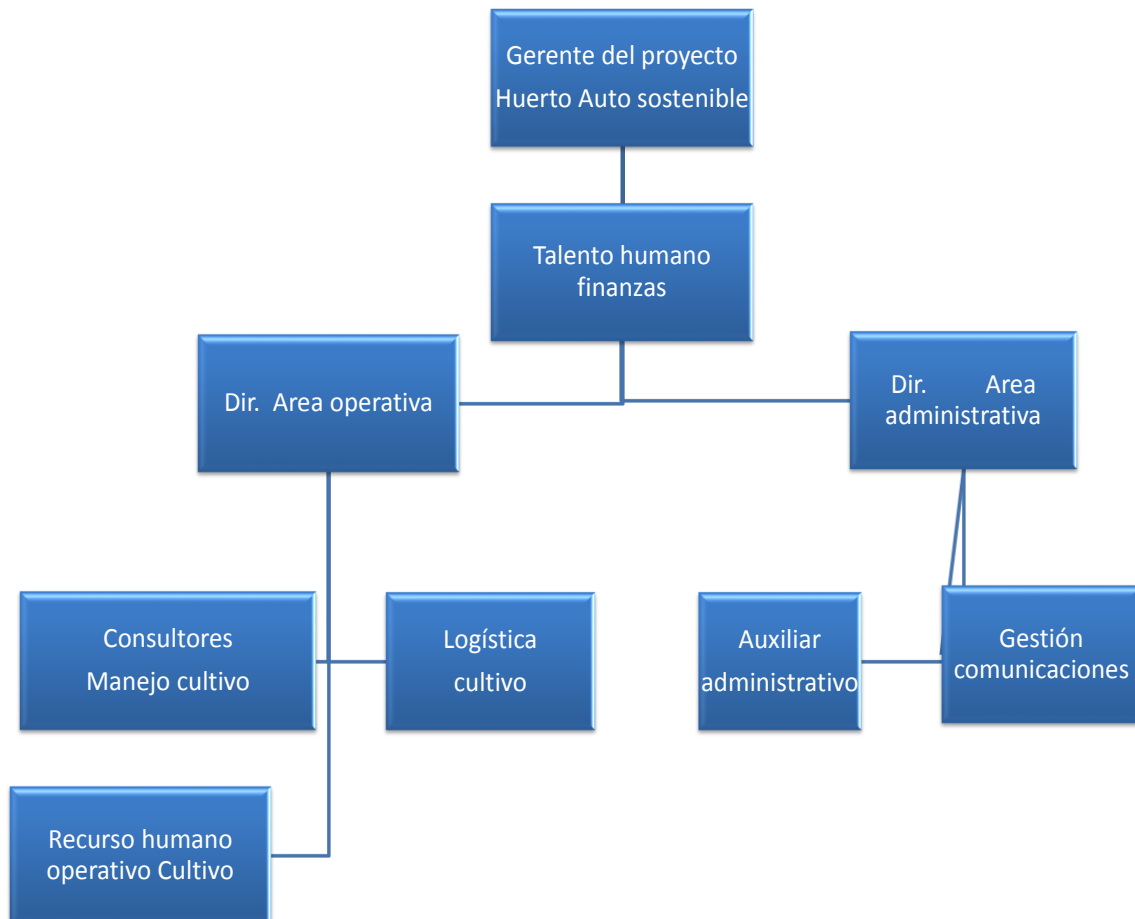 Gerente del proyecto
Huerto Auto sostenible
Talento humano
finanzas
Dir. Area operativa
Dir. Area
administrativa
Consultores
Manejo cultivo
Logística
cultivo
Auxiliar
administrativo
Gestión
comunicaciones
Recurso humano
operativo Cultivo